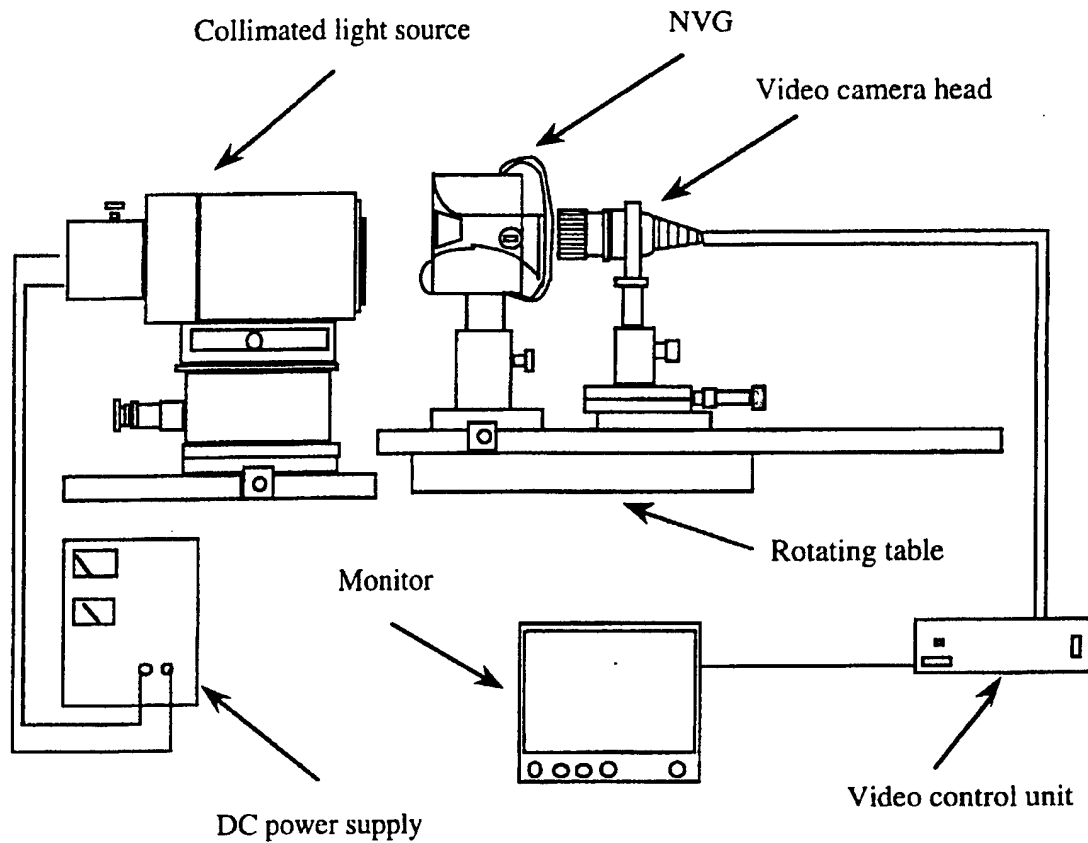 Collimated light source
NVG
Video camera head
Rotating table
Monitor
Video control unit
DC power supply